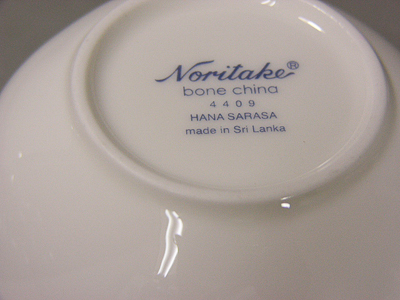 Noritake®
bone china
4409
HANA SARASA
made in Sri Lanka